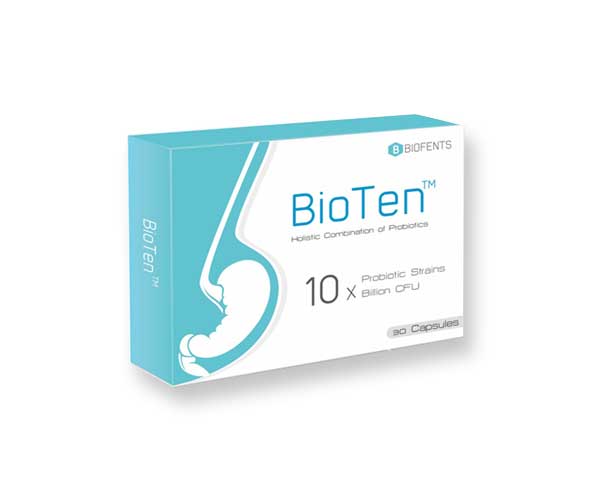 B BIOFENTS
BioTen™
Holistic Combination of Probiotics
10 x Probiotic Strains
Billion CFU
30 Capsules
BioTen™